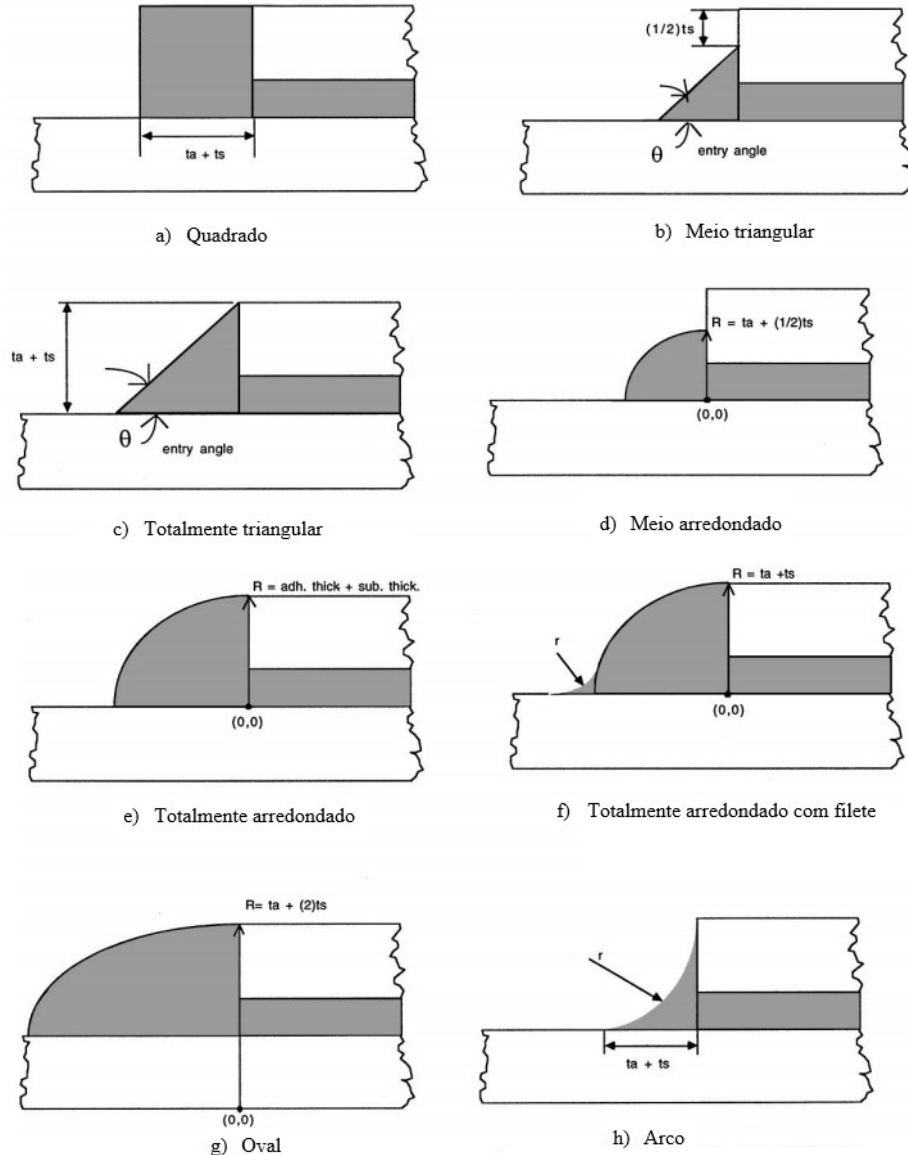 (1/2)ts
ta + ts
θ
entry angle
a) Quadrado
b) Meio triangular
ta + ts
θ
entry angle
R = ta + (1/2)ts
(0,0)
c) Totalmente triangular
d) Meio arredondado
R = adh. thick + sub. thick.
(0,0)
R = ta +ts
r
(0,0)
e) Totalmente arredondado
f) Totalmente arredondado com filete
R= ta + (2)ts
(0,0)
r
ta + ts
g) Oval
h) Arco